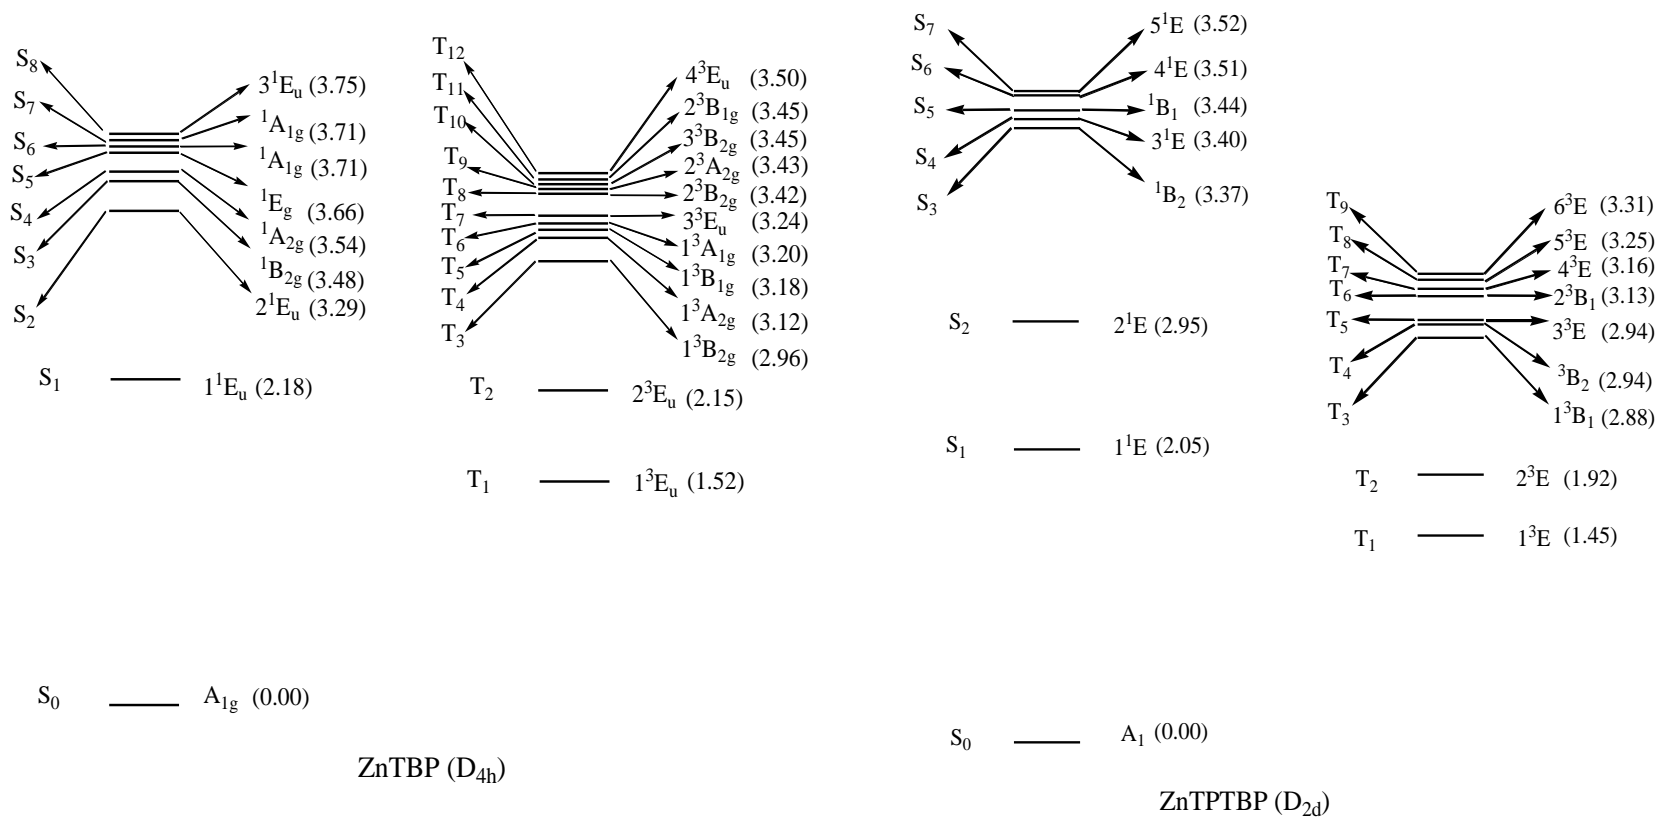 S₈
S₇
S₆
S₅
S₄
S₃
S₂
3¹Eᵤ (3.75)
¹A₁g (3.71)
¹A₁g (3.71)
¹Eg (3.66)
¹A₂g (3.54)
¹B₂g (3.48)
2¹Eᵤ (3.29)
S₁ 1¹Eᵤ (2.18)
S₀ A₁g (0.00)
T₁₂
T₁₁
T₁₀
T₉
T₈
T₇
T₆
T₅
T₄
T₃
4³Eᵤ (3.50)
2³B₁g (3.45)
3³B₂g (3.45)
2³A₂g (3.43)
2³B₂g (3.42)
3³Eᵤ (3.24)
1³A₁g (3.20)
1³B₁g (3.18)
1³A₂g (3.12)
1³B₂g (2.96)
T₂ 2³Eᵤ (2.15)
T₁ 1³Eᵤ (1.52)
ZnTBP (D₄h)
S₇
S₆
S₅
S₄
S₃
5¹E (3.52)
4¹E (3.51)
¹B₁ (3.44)
3¹E (3.40)
¹B₂ (3.37)
S₂ 2¹E (2.95)
S₁ 1¹E (2.05)
S₀ A₁ (0.00)
T₉
T₈
T₇
T₆
T₅
T₄
T₃
6³E (3.31)
5³E (3.25)
4³E (3.16)
2³B₁ (3.13)
3³E (2.94)
³B₂ (2.94)
1³B₁ (2.88)
T₂ 2³E (1.92)
T₁ 1³E (1.45)
ZnTPTBP (D₂d)